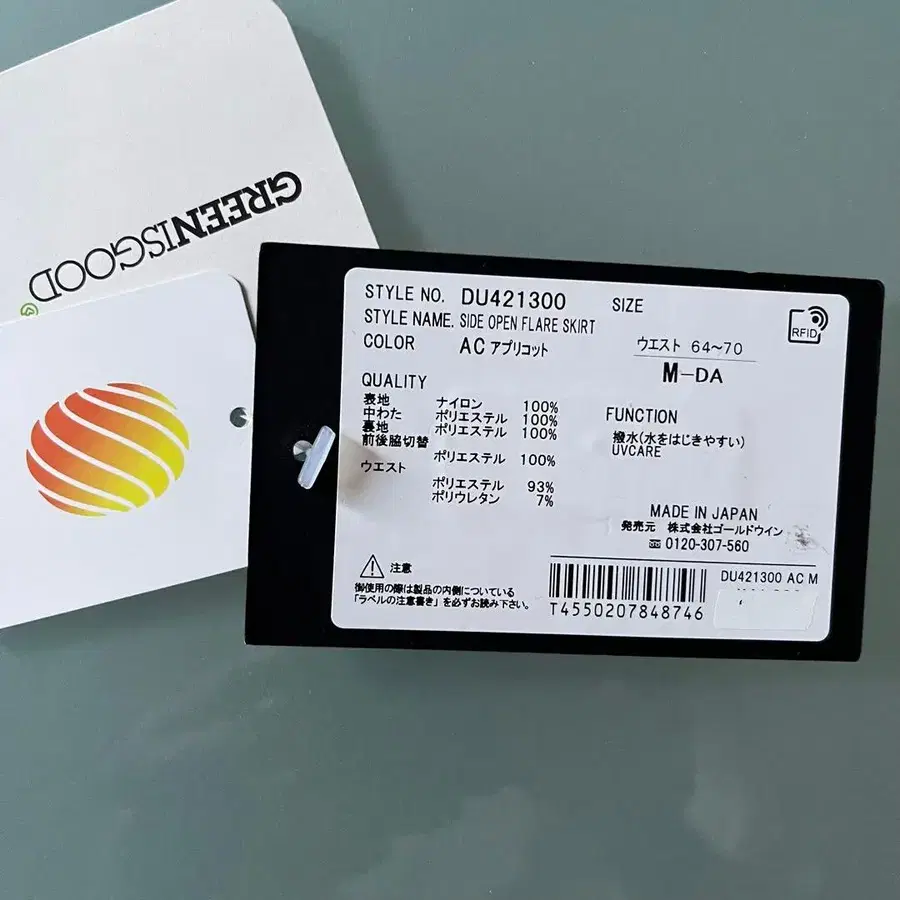 GREENISGOOD
STYLE NO. DU421300
STYLE NAME. SIDE OPEN FLARE SKIRT
COLOR AC アプリコット
SIZE
ウエスト 64〜70
M-DA
RFID
QUALITY
表地 ナイロン 100%
中わた ポリエステル 100%
裏地 ポリエステル 100%
前後脇切替
ポリエステル 100%
ウエスト
ポリエステル 93%
ポリウレタン 7%
FUNCTION
撥水(水をはじきやすい)
UVCARE
MADE IN JAPAN
発売元 株式会社ゴールドウイン
0120-307-560
注意
御使用の際は製品の内側についている
「ラベルの注意書き」を必ずお読み下さい。
T4550207848746
DU421300 AC M